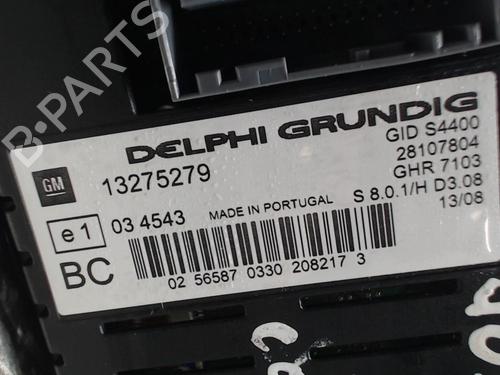 B-PARTS
DELPHI GRUNDIG
GM
13275279
GID S4400
28107804
GHR 7103
e1
03 4543
MADE IN PORTUGAL
S 8.0.1/H D3.08
13/08
BC
02 56587 0330 208217 3